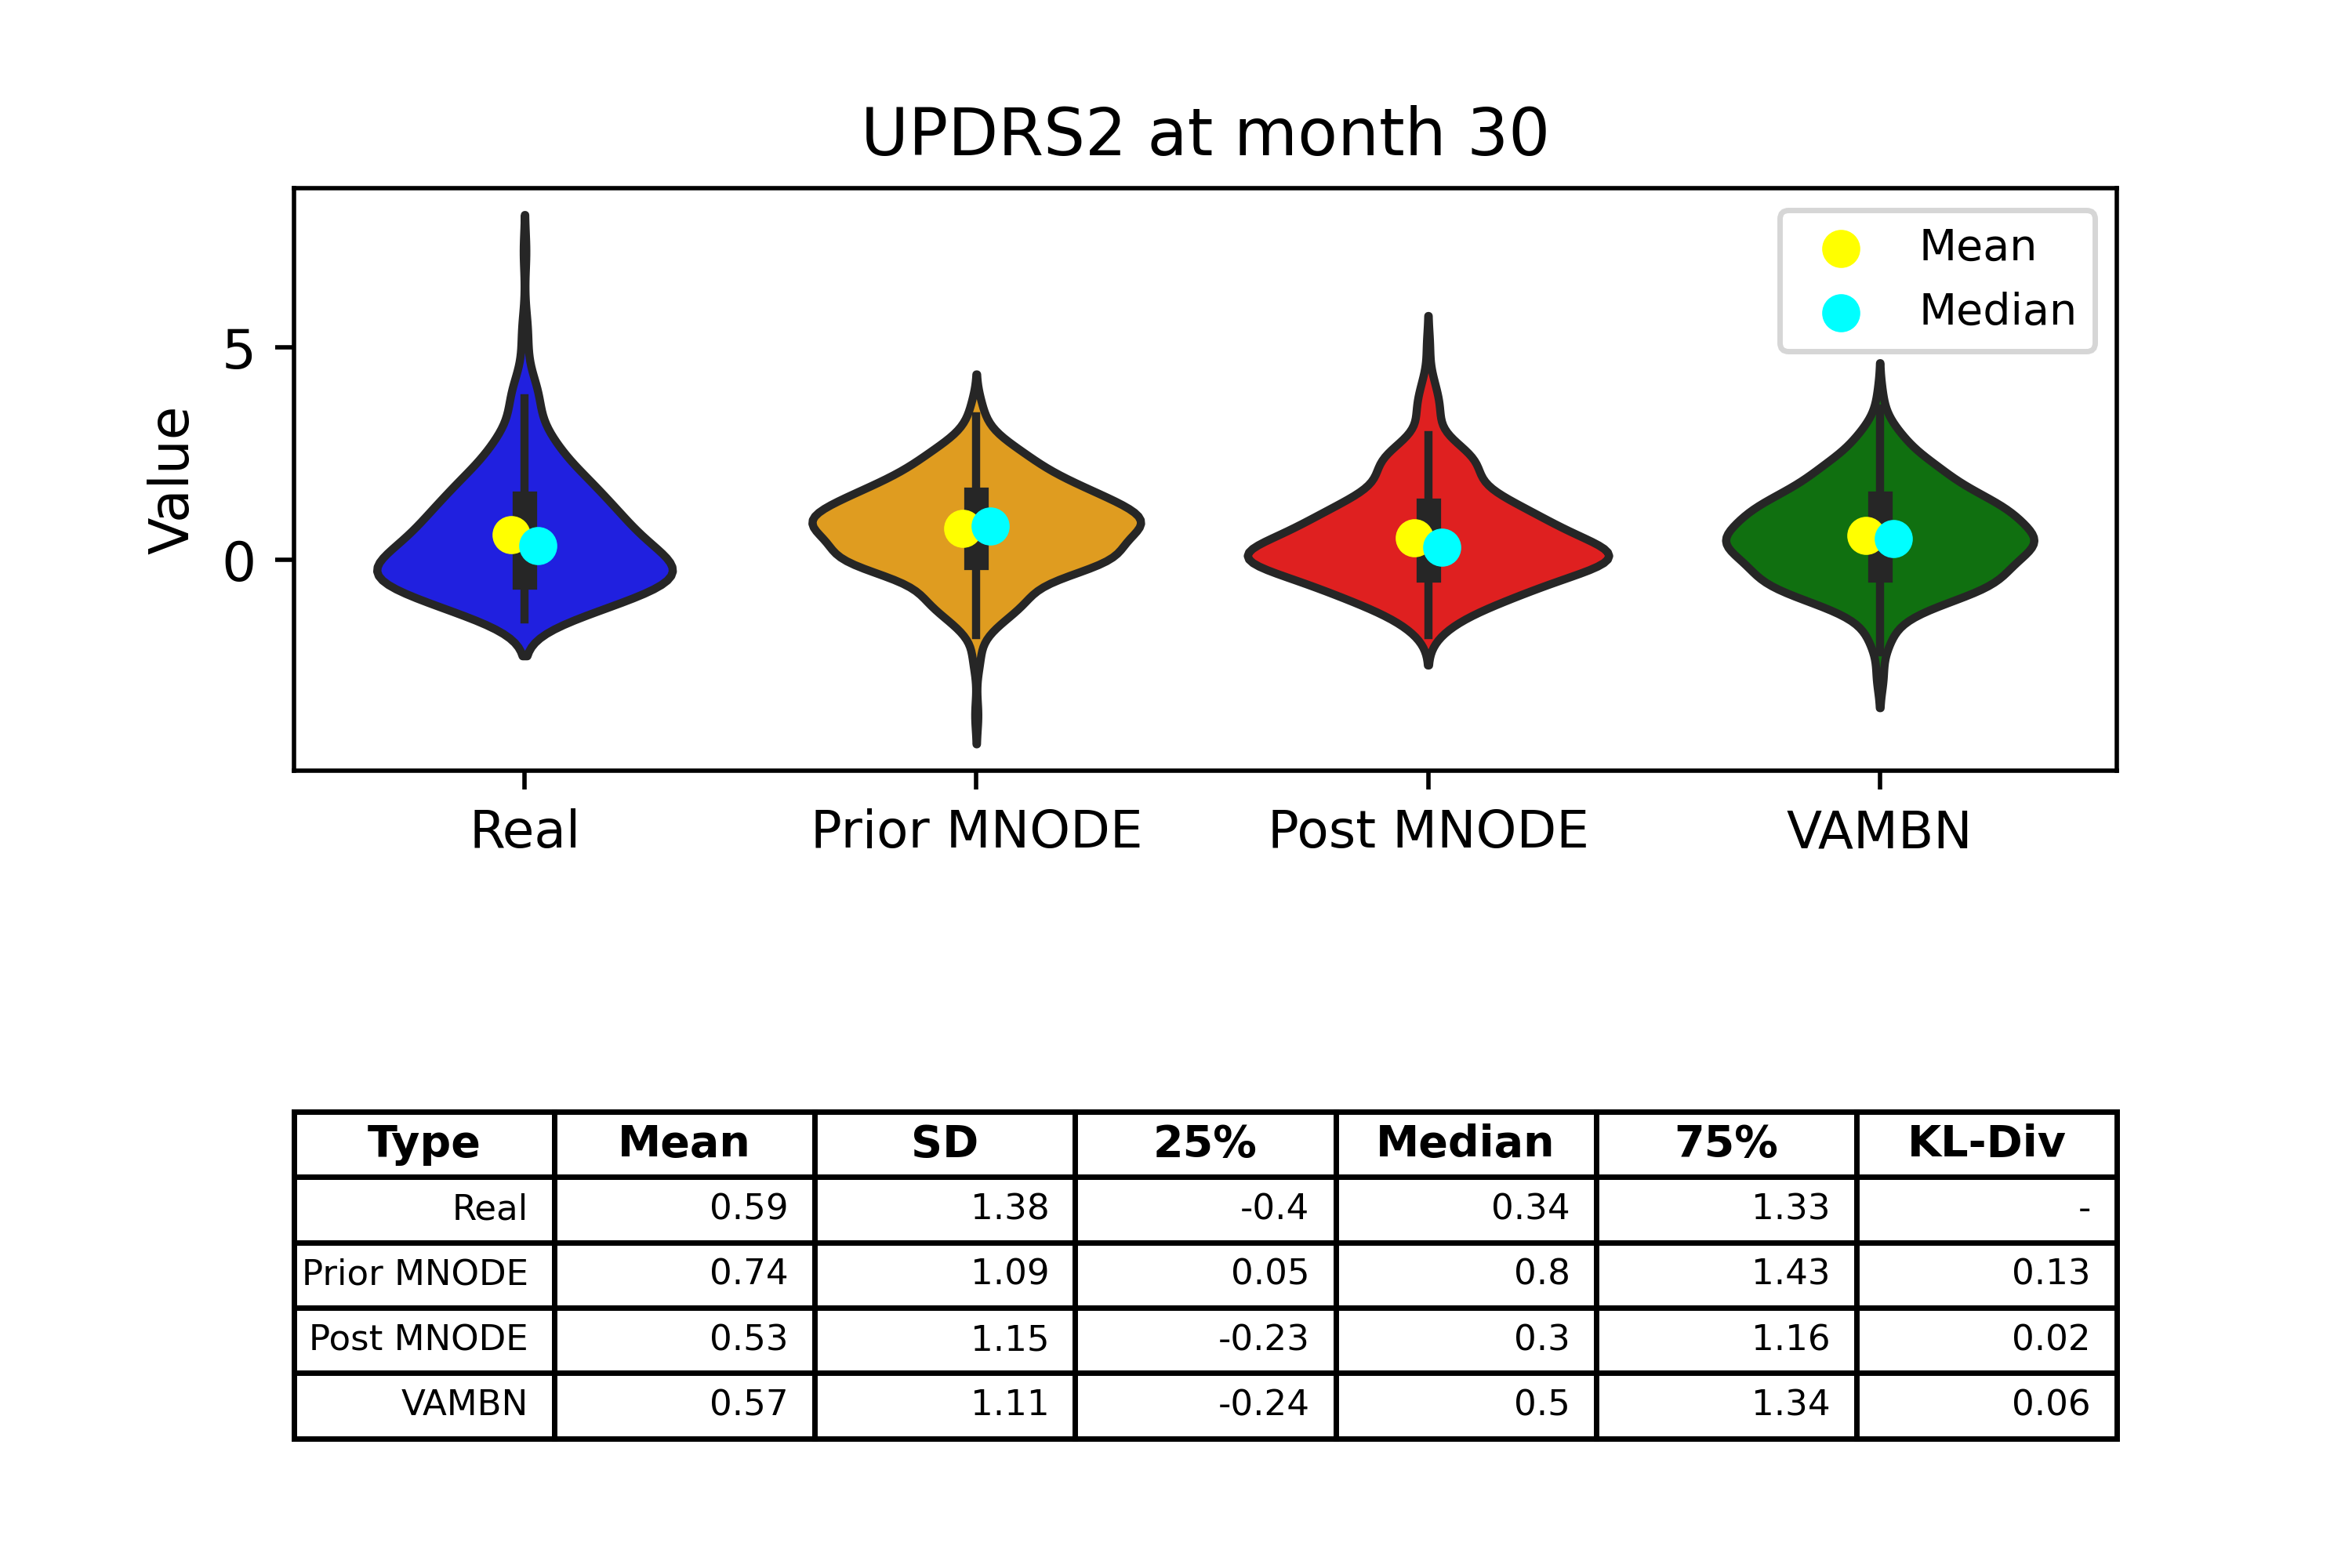 UPDRS2 at month 30
Mean
Median
5
0
Value
Real Prior MNODE Post MNODE VAMBN
Type Mean SD 25% Median 75% KL-Div
Real 0.59 1.38 -0.4 0.34 1.33 -
Prior MNODE 0.74 1.09 0.05 0.8 1.43 0.13
Post MNODE 0.53 1.15 -0.23 0.3 1.16 0.02
VAMBN 0.57 1.11 -0.24 0.5 1.34 0.06